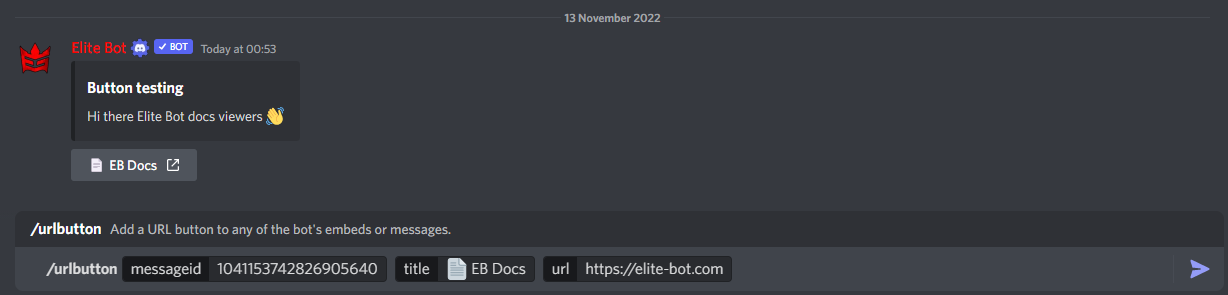 13 November 2022
Elite Bot BOT Today at 00:53
Button testing
Hi there Elite Bot docs viewers 👋
EB Docs
/urlbutton Add a URL button to any of the bot's embeds or messages.
/urlbutton messageid 1041153742826905640 title 📄 EB Docs url https://elite-bot.com